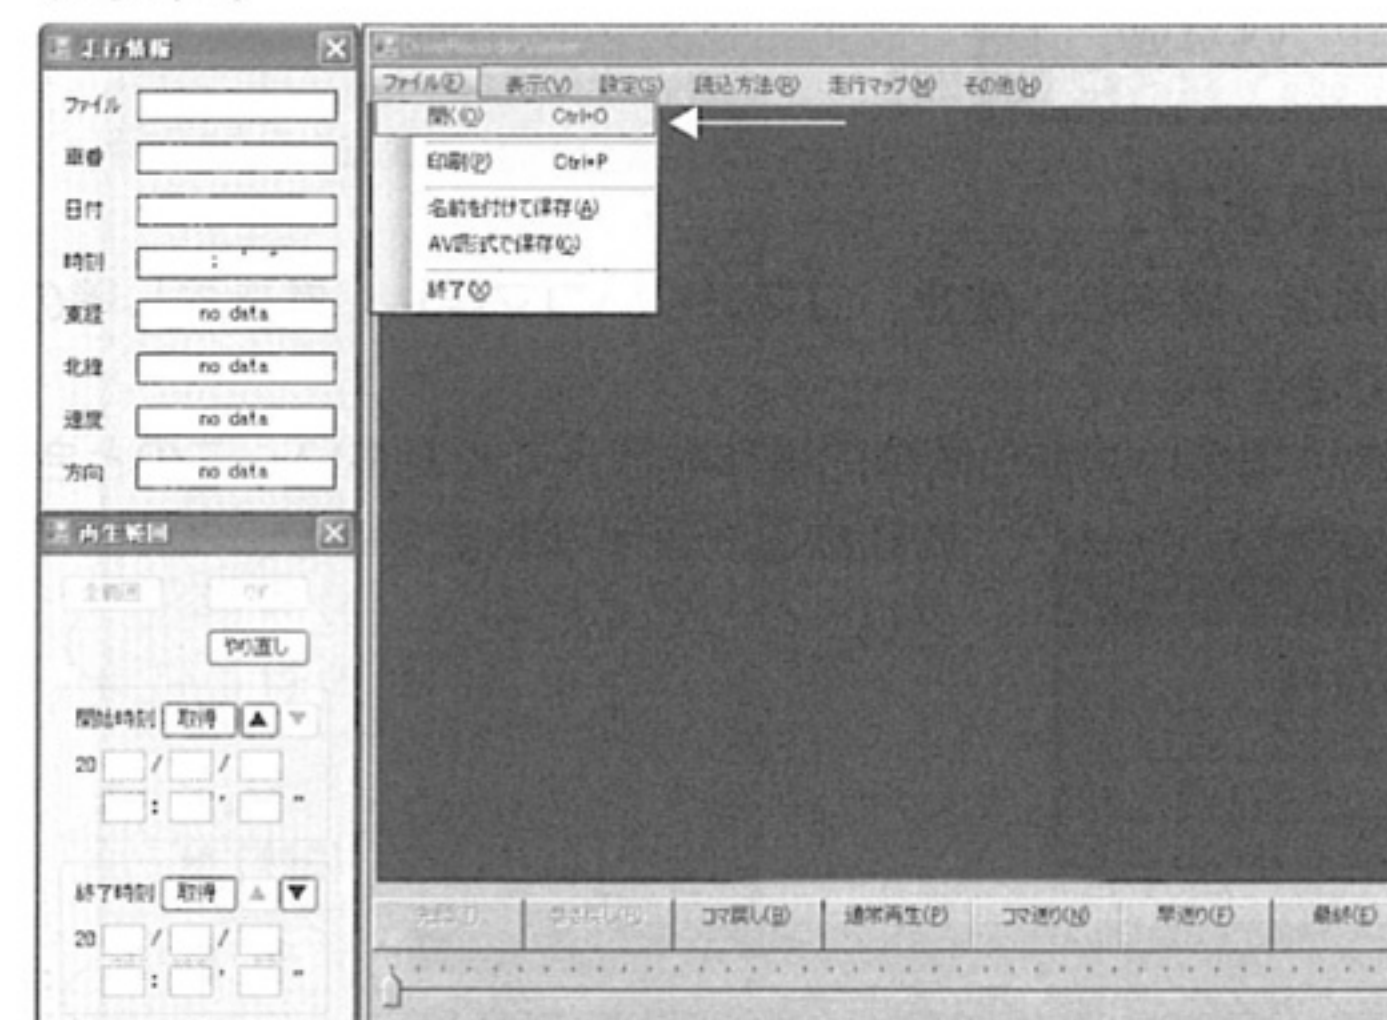 走行情報
ファイル
車番
日付
時刻 : ' "
東経 no data
北緯 no data
速度 no data
方向 no data
再生範囲
全範囲
やり直し
開始時刻 取得 ▲ ▼
20 / /
: ' "
終了時刻 取得 ▲ ▼
20 / /
: ' "
DriveRecorder Viewer
ファイル(F) 表示(V) 設定(S) 読込方法(R) 走行マップ(M) その他(H)
開く(O) Ctrl+O
印刷(P) Ctrl+P
名前を付けて保存(A)
AVI形式で保存(C)
終了(X)
コマ戻し(B) 通常再生(P) コマ送り(N) 早送り(F) 最終(E)